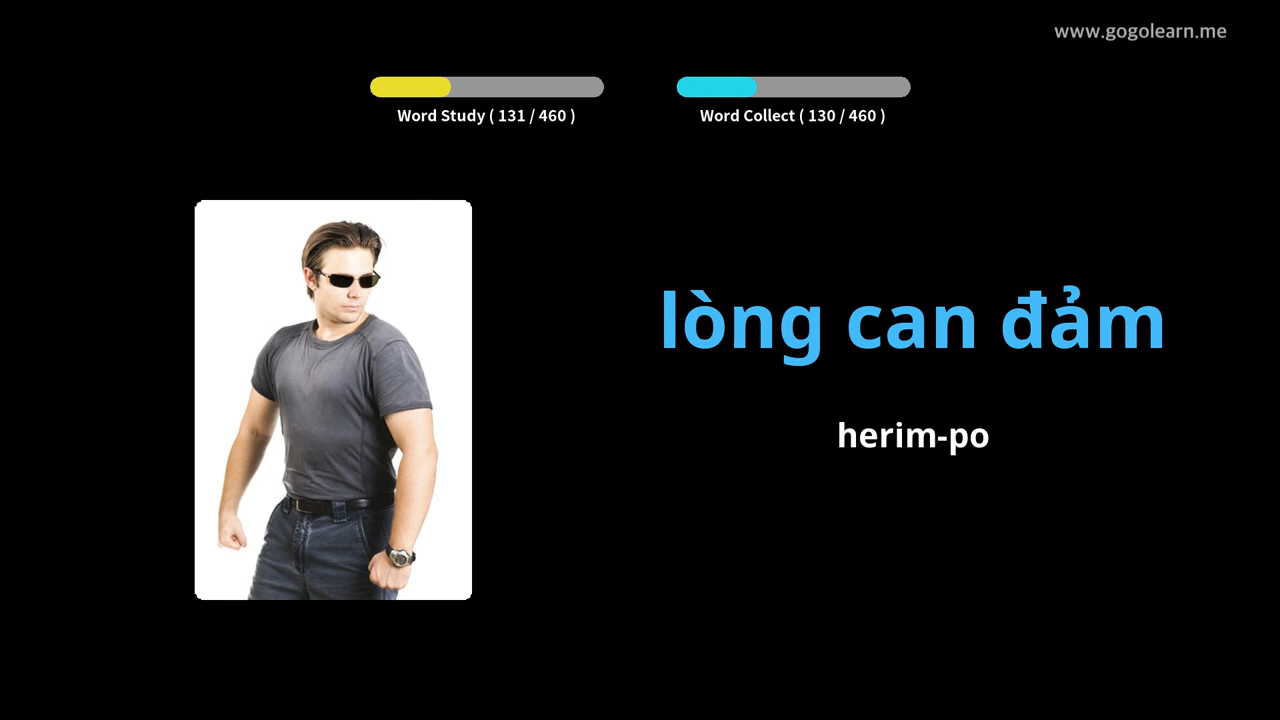 www.gogolearn.me
Word Study ( 131 / 460 )
Word Collect ( 130 / 460 )
lòng can đảm
herim-po